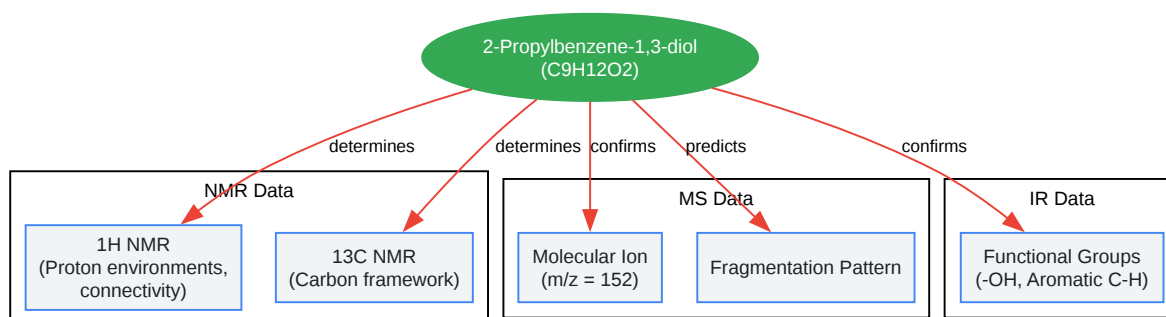 2-Propylbenzene-1,3-diol
(C9H12O2)
determines
determines
confirms
predicts
confirms
NMR Data
MS Data
IR Data
1H NMR
(Proton environments,
connectivity)
13C NMR
(Carbon framework)
Molecular Ion
(m/z = 152)
Fragmentation Pattern
Functional Groups
(-OH, Aromatic C-H)